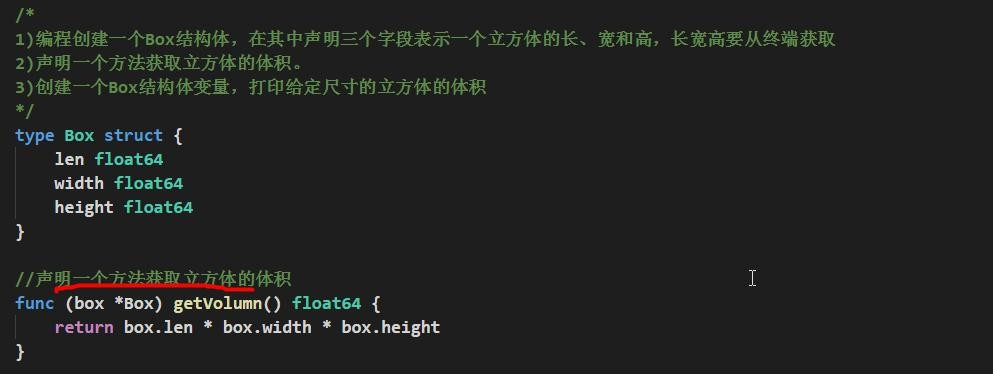 /*
1)编程创建一个Box结构体，在其中声明三个字段表示一个立方体的长、宽和高，长宽高要从终端获取
2)声明一个方法获取立方体的体积。
3)创建一个Box结构体变量，打印给定尺寸的立方体的体积
*/
type Box struct {
    len float64
    width float64
    height float64
}
//声明一个方法获取立方体的体积
func (box *Box) getVolumn() float64 {
    return box.len * box.width * box.height
}